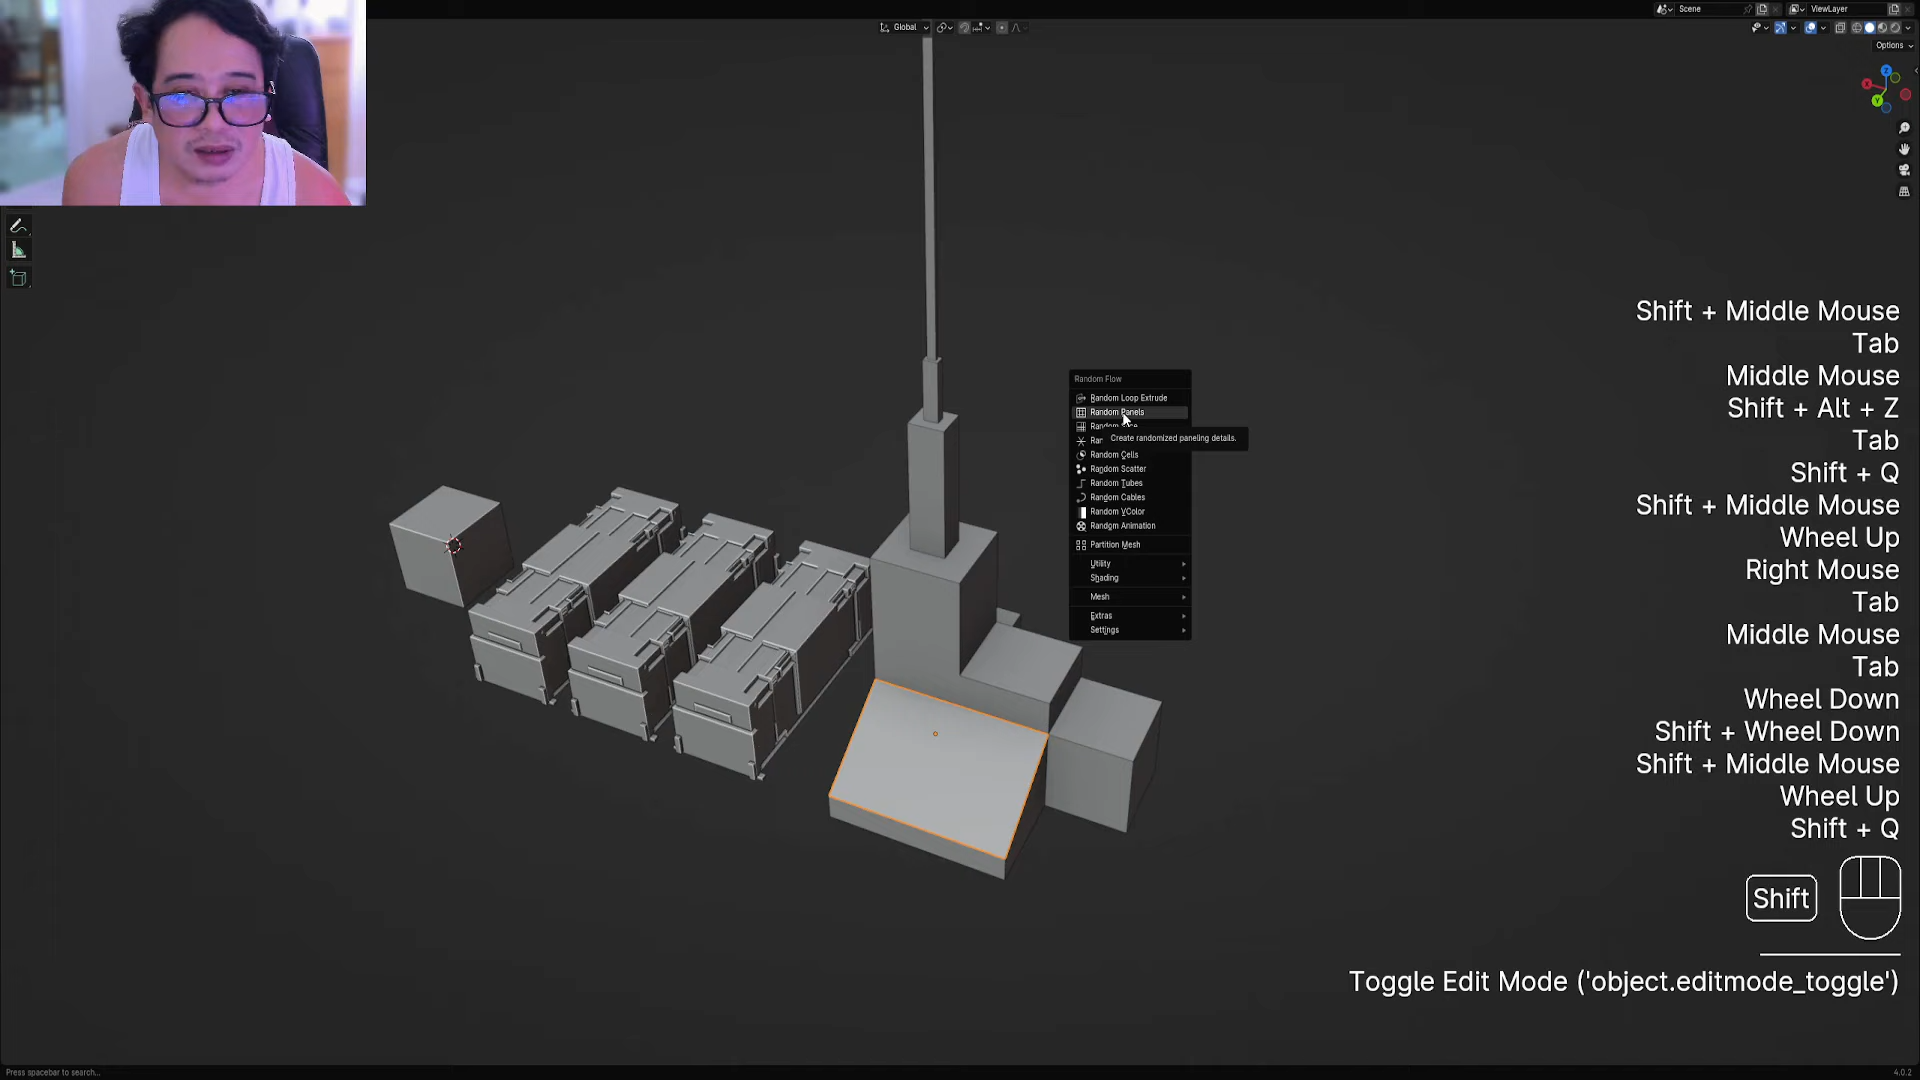 Global
Scene
ViewLayer
Options
Z
X
Y
Random Flow
Random Loop Extrude
Random Panels
Create randomized paneling details.
Random Cells
Random Scatter
Random Tubes
Random Cables
Random VColor
Random Animation
Partition Mesh
Utility
Shading
Mesh
Extras
Settings
Shift + Middle Mouse
Tab
Middle Mouse
Shift + Alt + Z
Tab
Shift + Q
Shift + Middle Mouse
Wheel Up
Right Mouse
Tab
Middle Mouse
Tab
Wheel Down
Shift + Wheel Down
Shift + Middle Mouse
Wheel Up
Shift + Q
Shift
Toggle Edit Mode ('object.editmode_toggle')
Press spacebar to search...
4.0.2